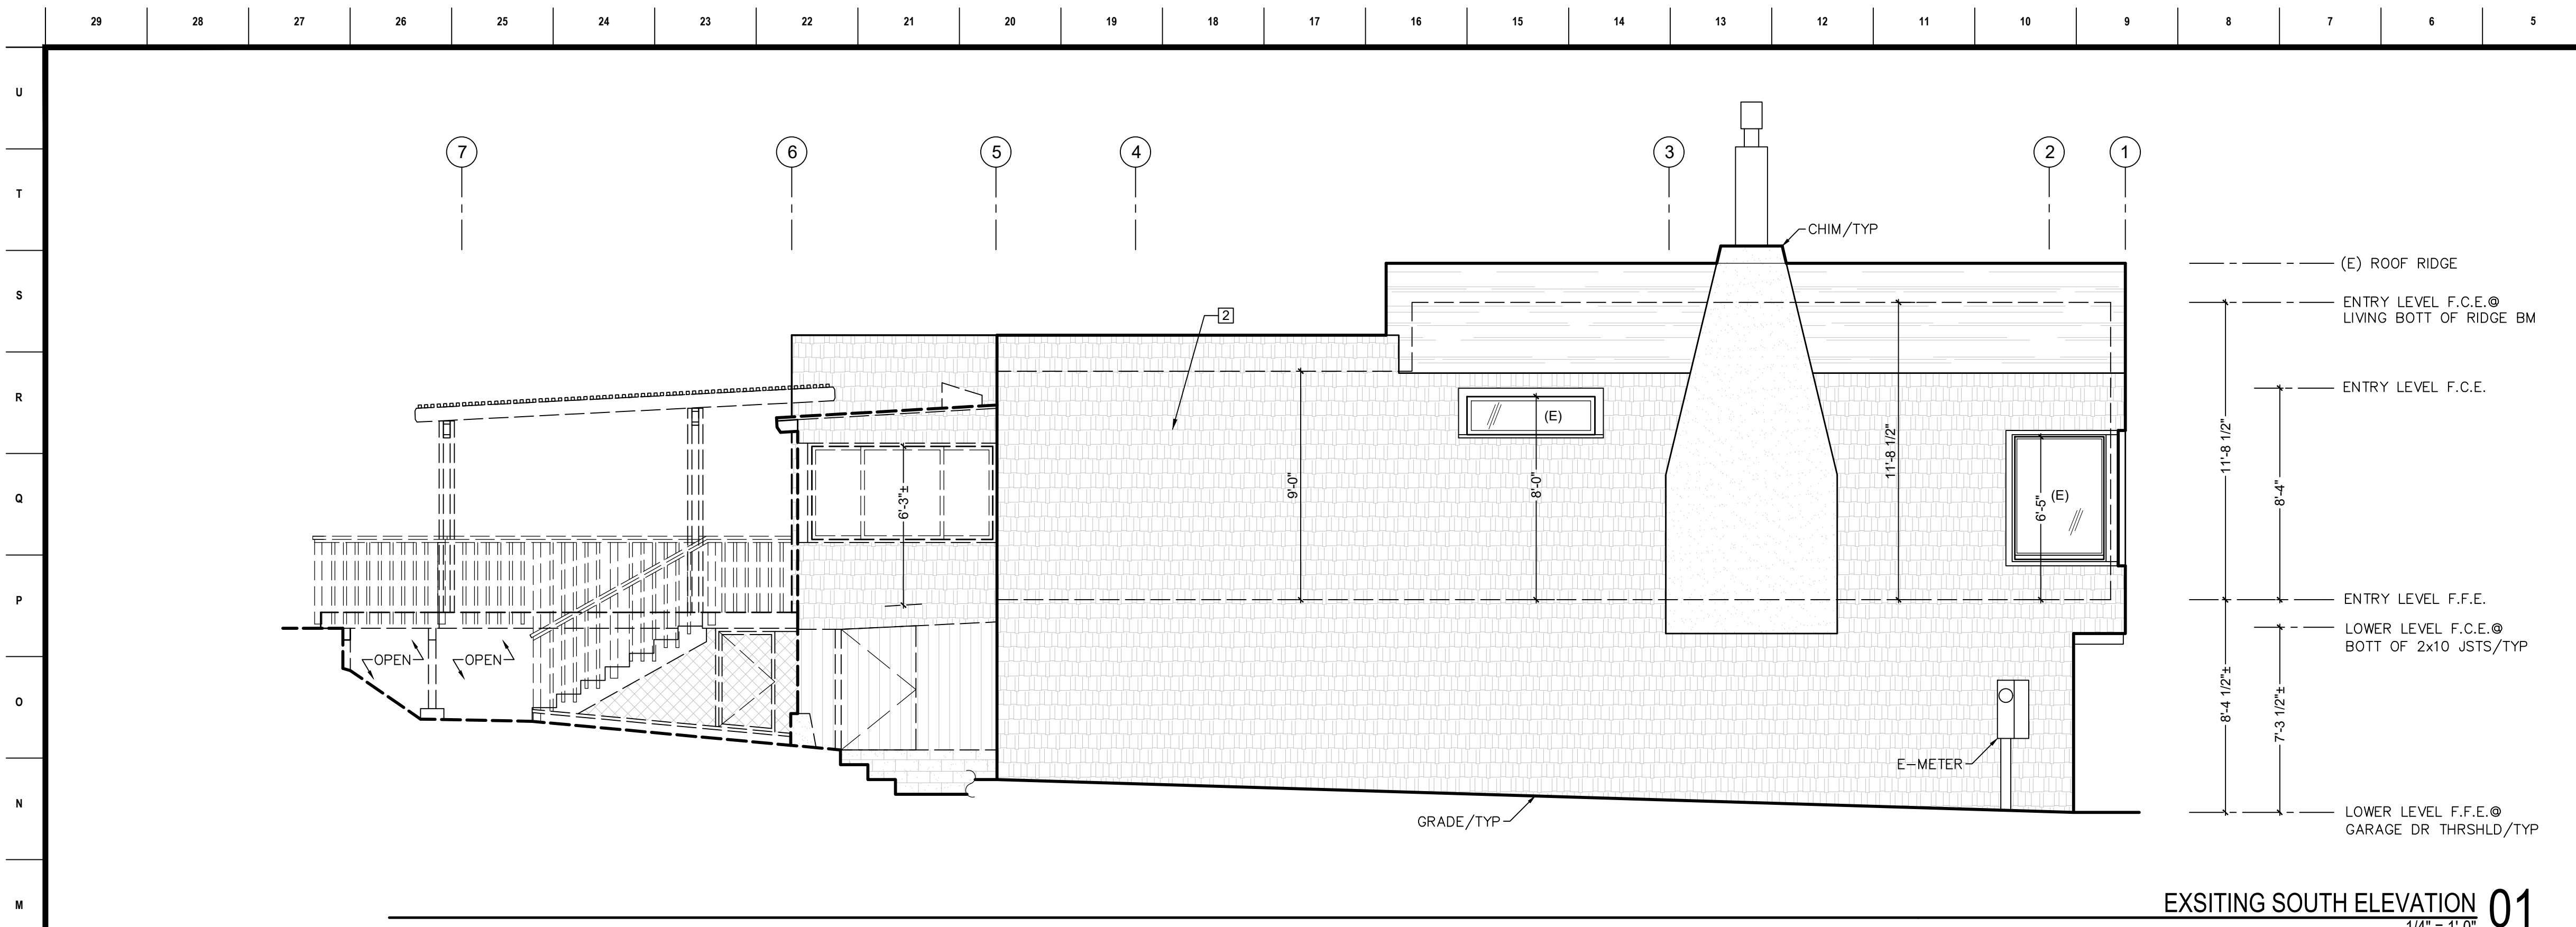 29 28 27 26 25 24 23 22 21 20 19 18 17 16 15 14 13 12 11 10 9 8 7 6 5
U
T
S
R
Q
P
O
N
M
7 6 5 4 3 2 1
CHIM/TYP
2
(E) ROOF RIDGE
ENTRY LEVEL F.C.E.@
LIVING BOTT OF RIDGE BM
ENTRY LEVEL F.C.E.
(E)
(E)
6'-3"±
9'-0"
8'-0"
11'-8 1/2"
6'-5"
11'-8 1/2"
8'-4"
ENTRY LEVEL F.F.E.
LOWER LEVEL F.C.E.@
BOTT OF 2x10 JSTS/TYP
OPEN
OPEN
8'-4 1/2"±
7'-3 1/2"±
E-METER
GRADE/TYP
LOWER LEVEL F.F.E.@
GARAGE DR THRSHLD/TYP
EXSITING SOUTH ELEVATION 01
1/4" = 1'-0"